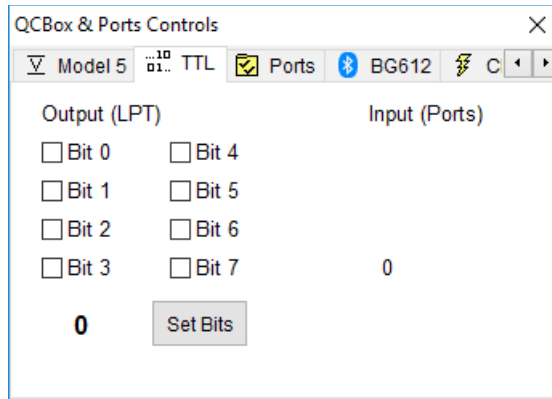 QCBox & Ports Controls
Model 5 TTL Ports BG612 C
Output (LPT) Input (Ports)
Bit 0 Bit 4
Bit 1 Bit 5
Bit 2 Bit 6
Bit 3 Bit 7 0
0 Set Bits